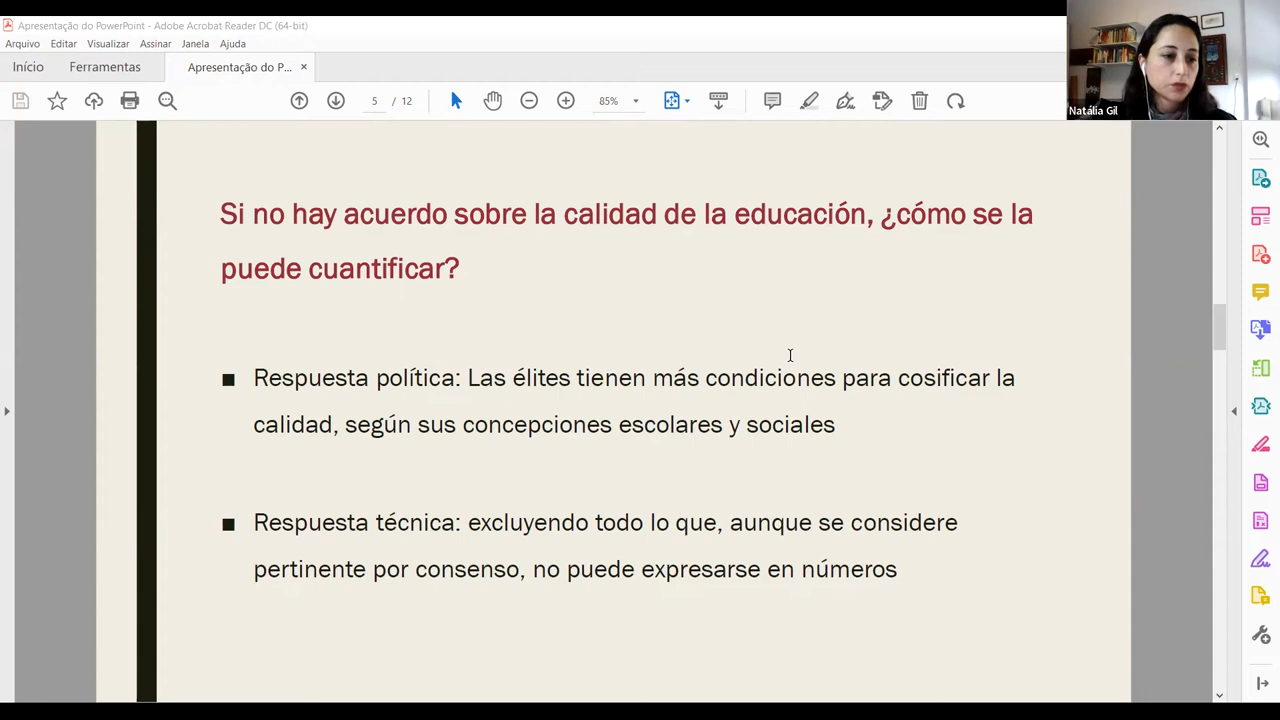 Apresentação do PowerPoint - Adobe Acrobat Reader DC (64-bit)
Arquivo Editar Visualizar Assinar Janela Ajuda
Início Ferramentas Apresentação do P... ×
5 / 12 85%
Natália Gil
Si no hay acuerdo sobre la calidad de la educación, ¿cómo se la
puede cuantificar?
■ Respuesta política: Las élites tienen más condiciones para cosificar la
calidad, según sus concepciones escolares y sociales
■ Respuesta técnica: excluyendo todo lo que, aunque se considere
pertinente por consenso, no puede expresarse en números